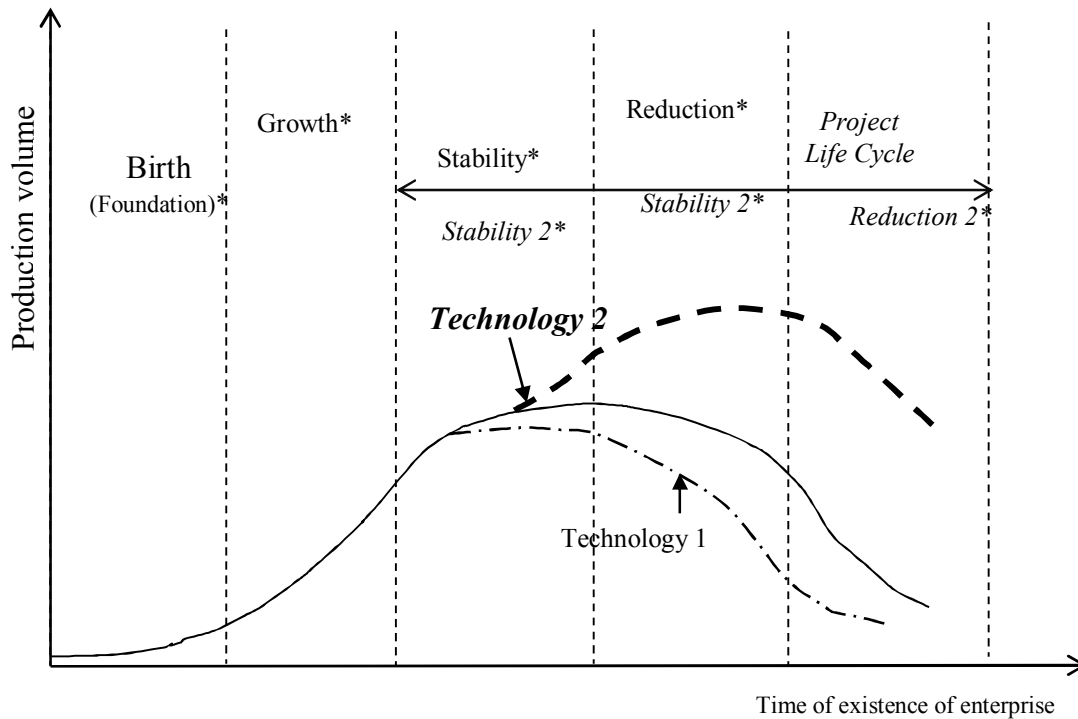 Production volume
Birth
(Foundation)*
Growth*
Stability*
Reduction*
Project
Life Cycle
Stability 2*
Stability 2*
Reduction 2*
Technology 2
Technology 1
Time of existence of enterprise